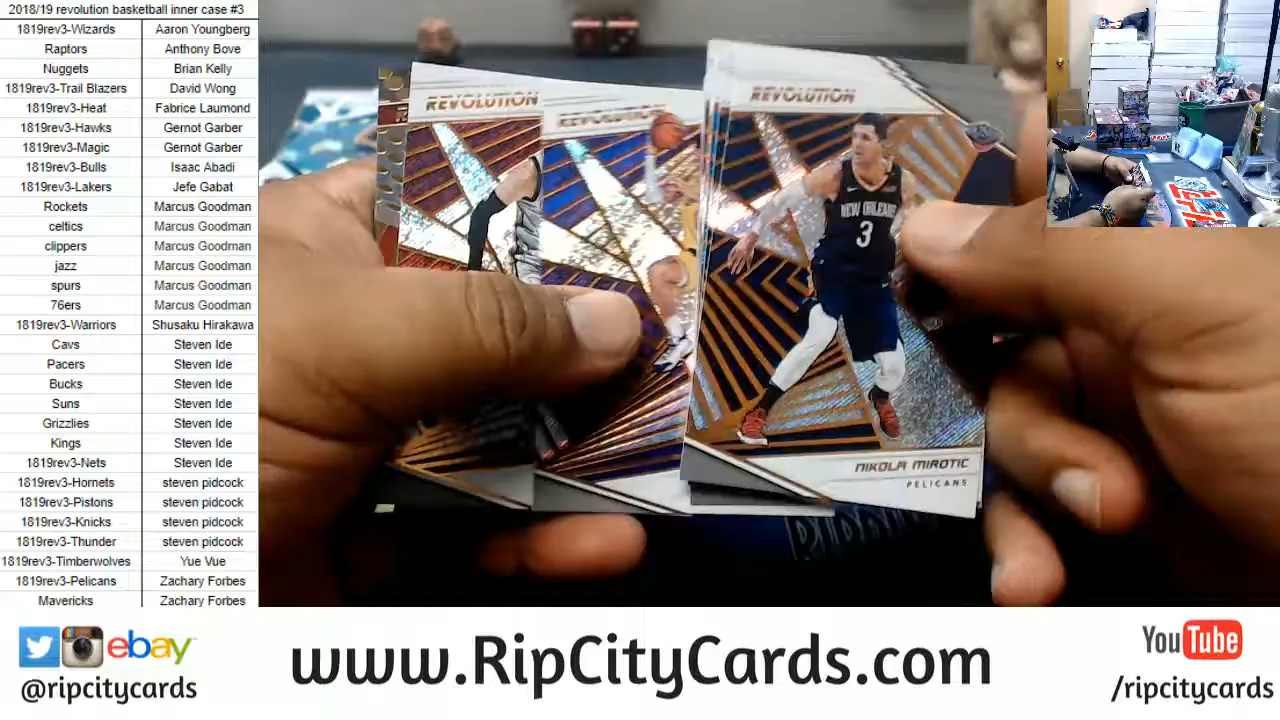 2018/19 revolution basketball inner case #3
1819rev3-Wizards Aaron Youngberg
Raptors Anthony Bove
Nuggets Brian Kelly
1819rev3-Trail Blazers David Wong
1819rev3-Heat Fabrice Laumond
1819rev3-Hawks Gernot Garber
1819rev3-Magic Gernot Garber
1819rev3-Bulls Isaac Abadi
1819rev3-Lakers Jefe Gabat
Rockets Marcus Goodman
celtics Marcus Goodman
clippers Marcus Goodman
jazz Marcus Goodman
spurs Marcus Goodman
76ers Marcus Goodman
1819rev3-Warriors Shusaku Hirakawa
Cavs Steven Ide
Pacers Steven Ide
Bucks Steven Ide
Suns Steven Ide
Grizzlies Steven Ide
Kings Steven Ide
1819rev3-Nets Steven Ide
1819rev3-Hornets steven pidcock
1819rev3-Pistons steven pidcock
1819rev3-Knicks steven pidcock
1819rev3-Thunder steven pidcock
1819rev3-Timberwolves Yue Vue
1819rev3-Pelicans Zachary Forbes
Mavericks Zachary Forbes
REVOLUTION
REVOLUTION
REVOLUTION
NEW ORLEANS
3
NIKOLA MIROTIC
PELICANS
ebay
@ripcitycards
www.RipCityCards.com
YouTube
/ripcitycards